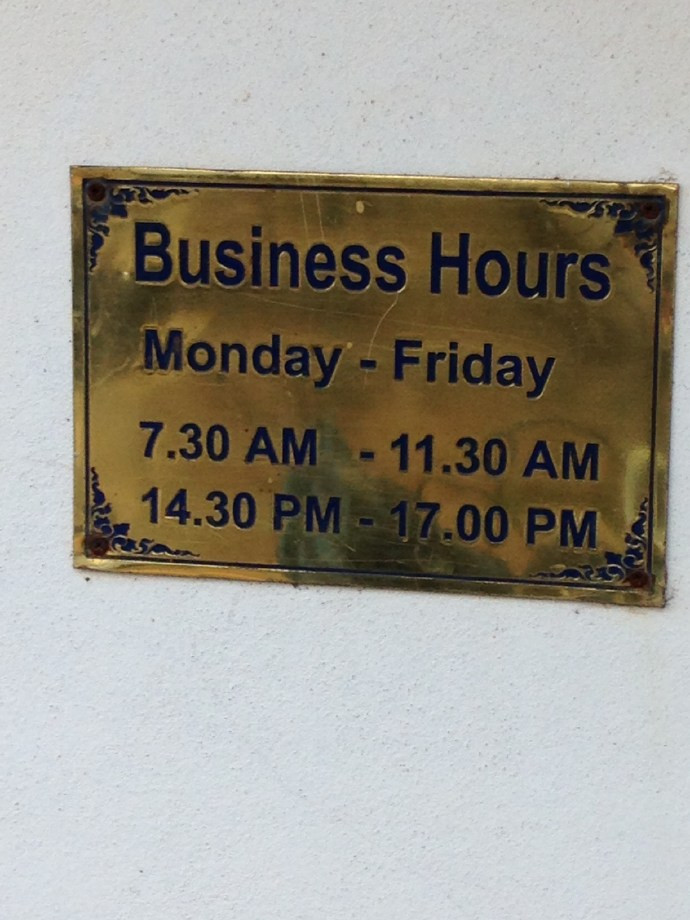 Business Hours
Monday - Friday
7.30 AM - 11.30 AM
14.30 PM - 17.00 PM